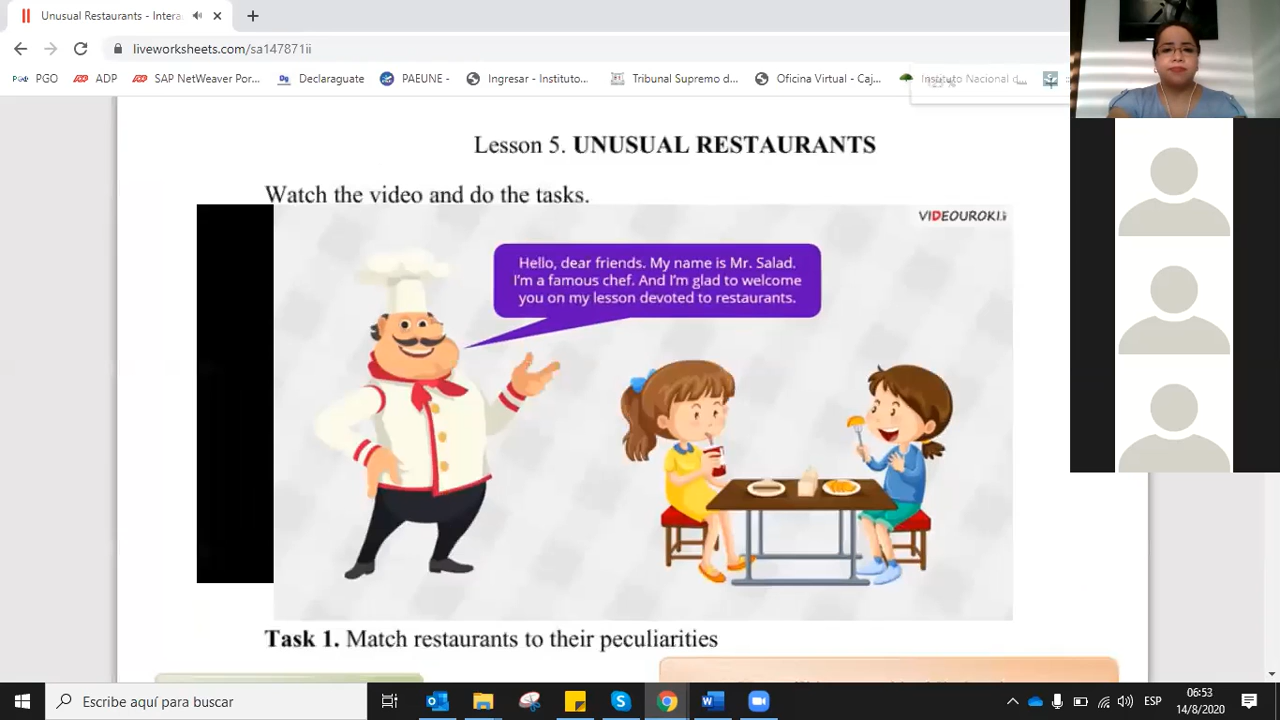 Unusual Restaurants - Intera
liveworksheets.com/sa147871ii
PGO
ADP
SAP NetWeaver Por...
Declaraguate
PAEUNE -
Ingresar - Instituto...
Tribunal Supremo d...
Oficina Virtual - Caj...
Instituto Nacional d...
Lesson 5. UNUSUAL RESTAURANTS
Watch the video and do the tasks.
VIDEOUROKI.
Hello, dear friends. My name is Mr. Salad.
I'm a famous chef. And I'm glad to welcome
you on my lesson devoted to restaurants.
Task 1. Match restaurants to their peculiarities
Escribe aquí para buscar
ESP
06:53
14/8/2020